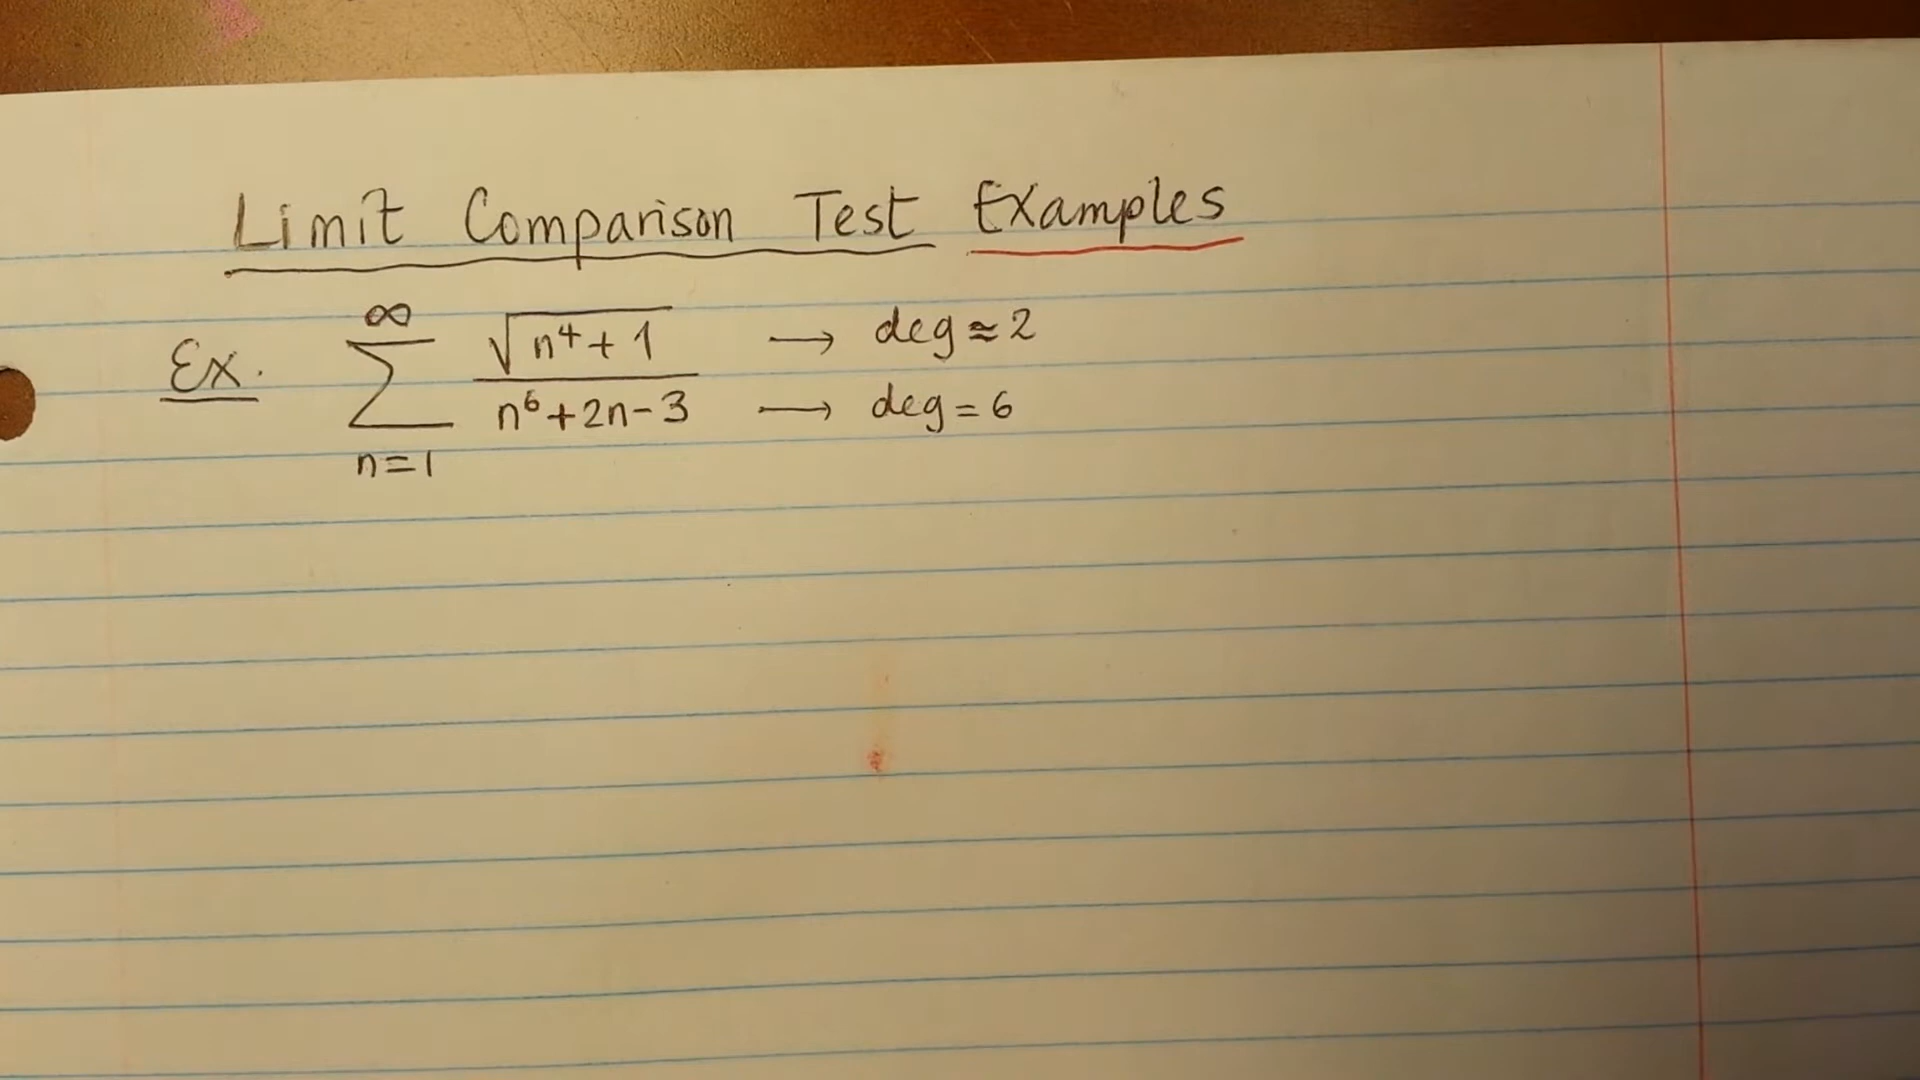 Limit Comparison Test Examples
Ex. ∞ ∑ n=1 √(n⁴+1) / (n⁶+2n-3)
→ deg ≈ 2
→ deg = 6